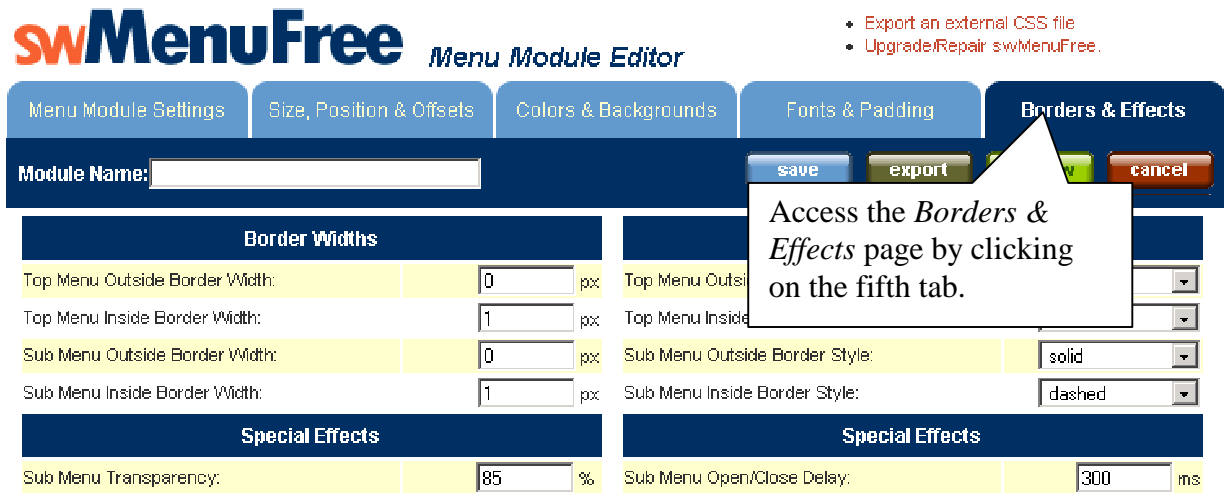 swMenuFree Menu Module Editor
Export an external CSS file
Upgrade/Repair swMenuFree.
Menu Module Settings
Size, Position & Offsets
Colors & Backgrounds
Fonts & Padding
Borders & Effects
Module Name:
save
export
cancel
Access the Borders &
Effects page by clicking
on the fifth tab.
Border Widths
Top Menu Outside Border Width: 0 px
Top Menu Inside Border Width: 1 px
Sub Menu Outside Border Width: 0 px
Sub Menu Inside Border Width: 1 px
Top Menu
Top Menu Inside
Sub Menu Outside Border Style: solid
Sub Menu Inside Border Style: dashed
Special Effects
Sub Menu Transparency: 85 %
Special Effects
Sub Menu Open/Close Delay: 300 ms